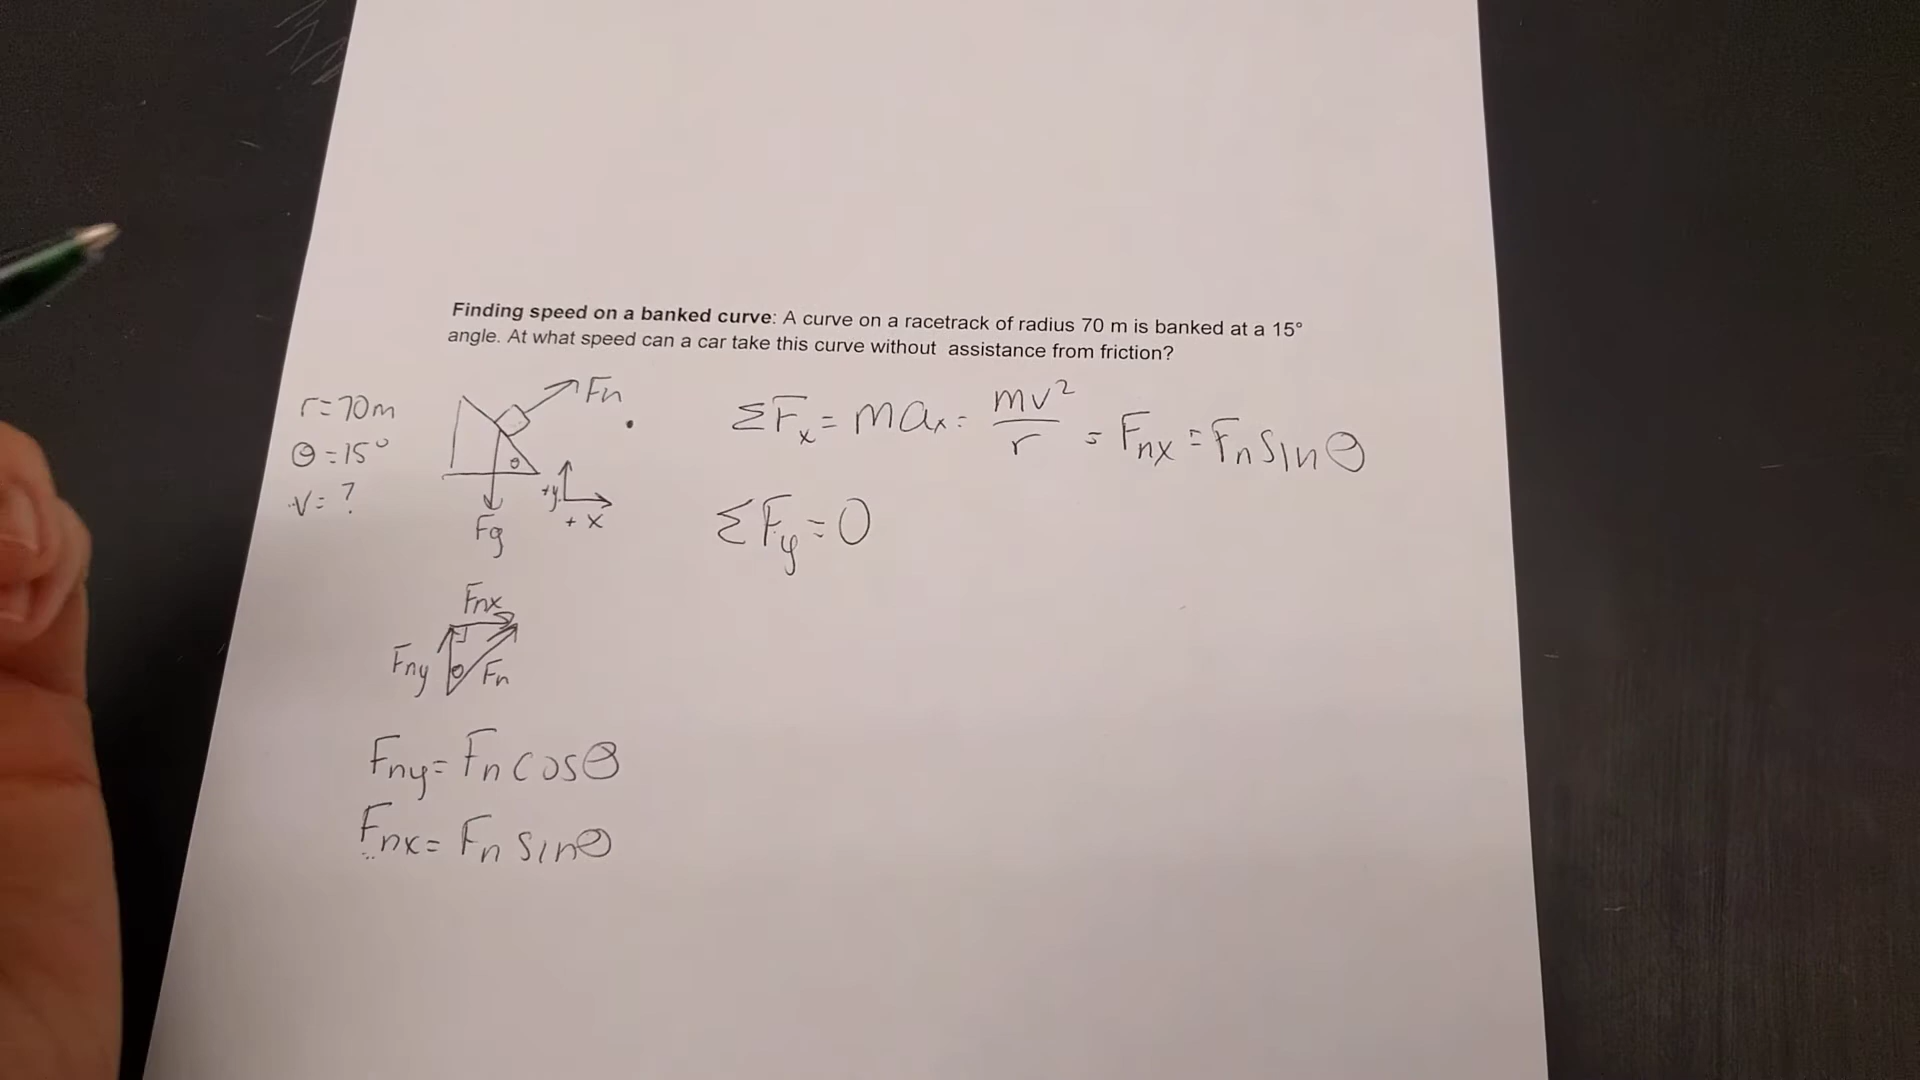 Finding speed on a banked curve: A curve on a racetrack of radius 70 m is banked at a 15°
angle. At what speed can a car take this curve without assistance from friction?
r=70m
θ=15°
v=?
Fn
θ
+y
+x
Fg
ΣFx = max = mv²/r = Fnx = Fn sinθ
ΣFy = 0
Fnx
Fny
θ
Fn
Fny = Fn cosθ
Fnx = Fn sinθ